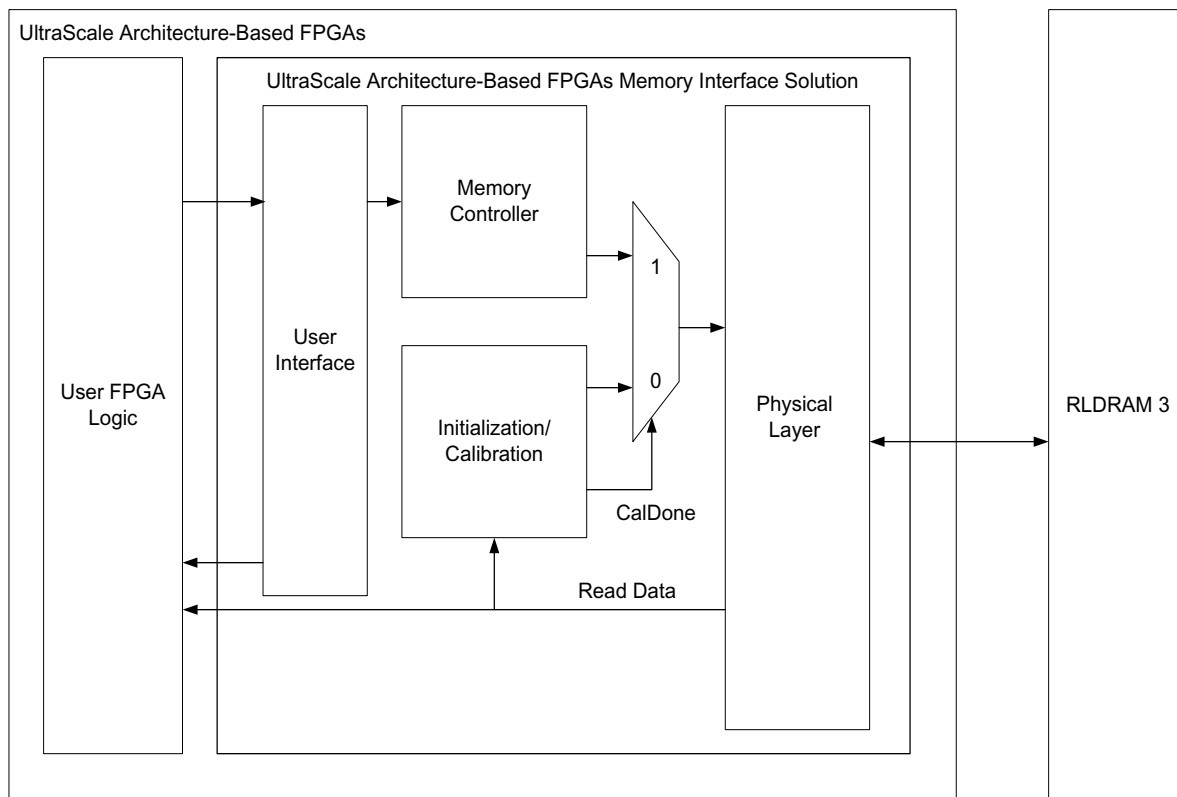 UltraScale Architecture-Based FPGAs
UltraScale Architecture-Based FPGAs Memory Interface Solution
Memory
Controller
1
User
Interface
0
User FPGA
Logic
Physical
Layer
RLDRAM 3
Initialization/
Calibration
CalDone
Read Data